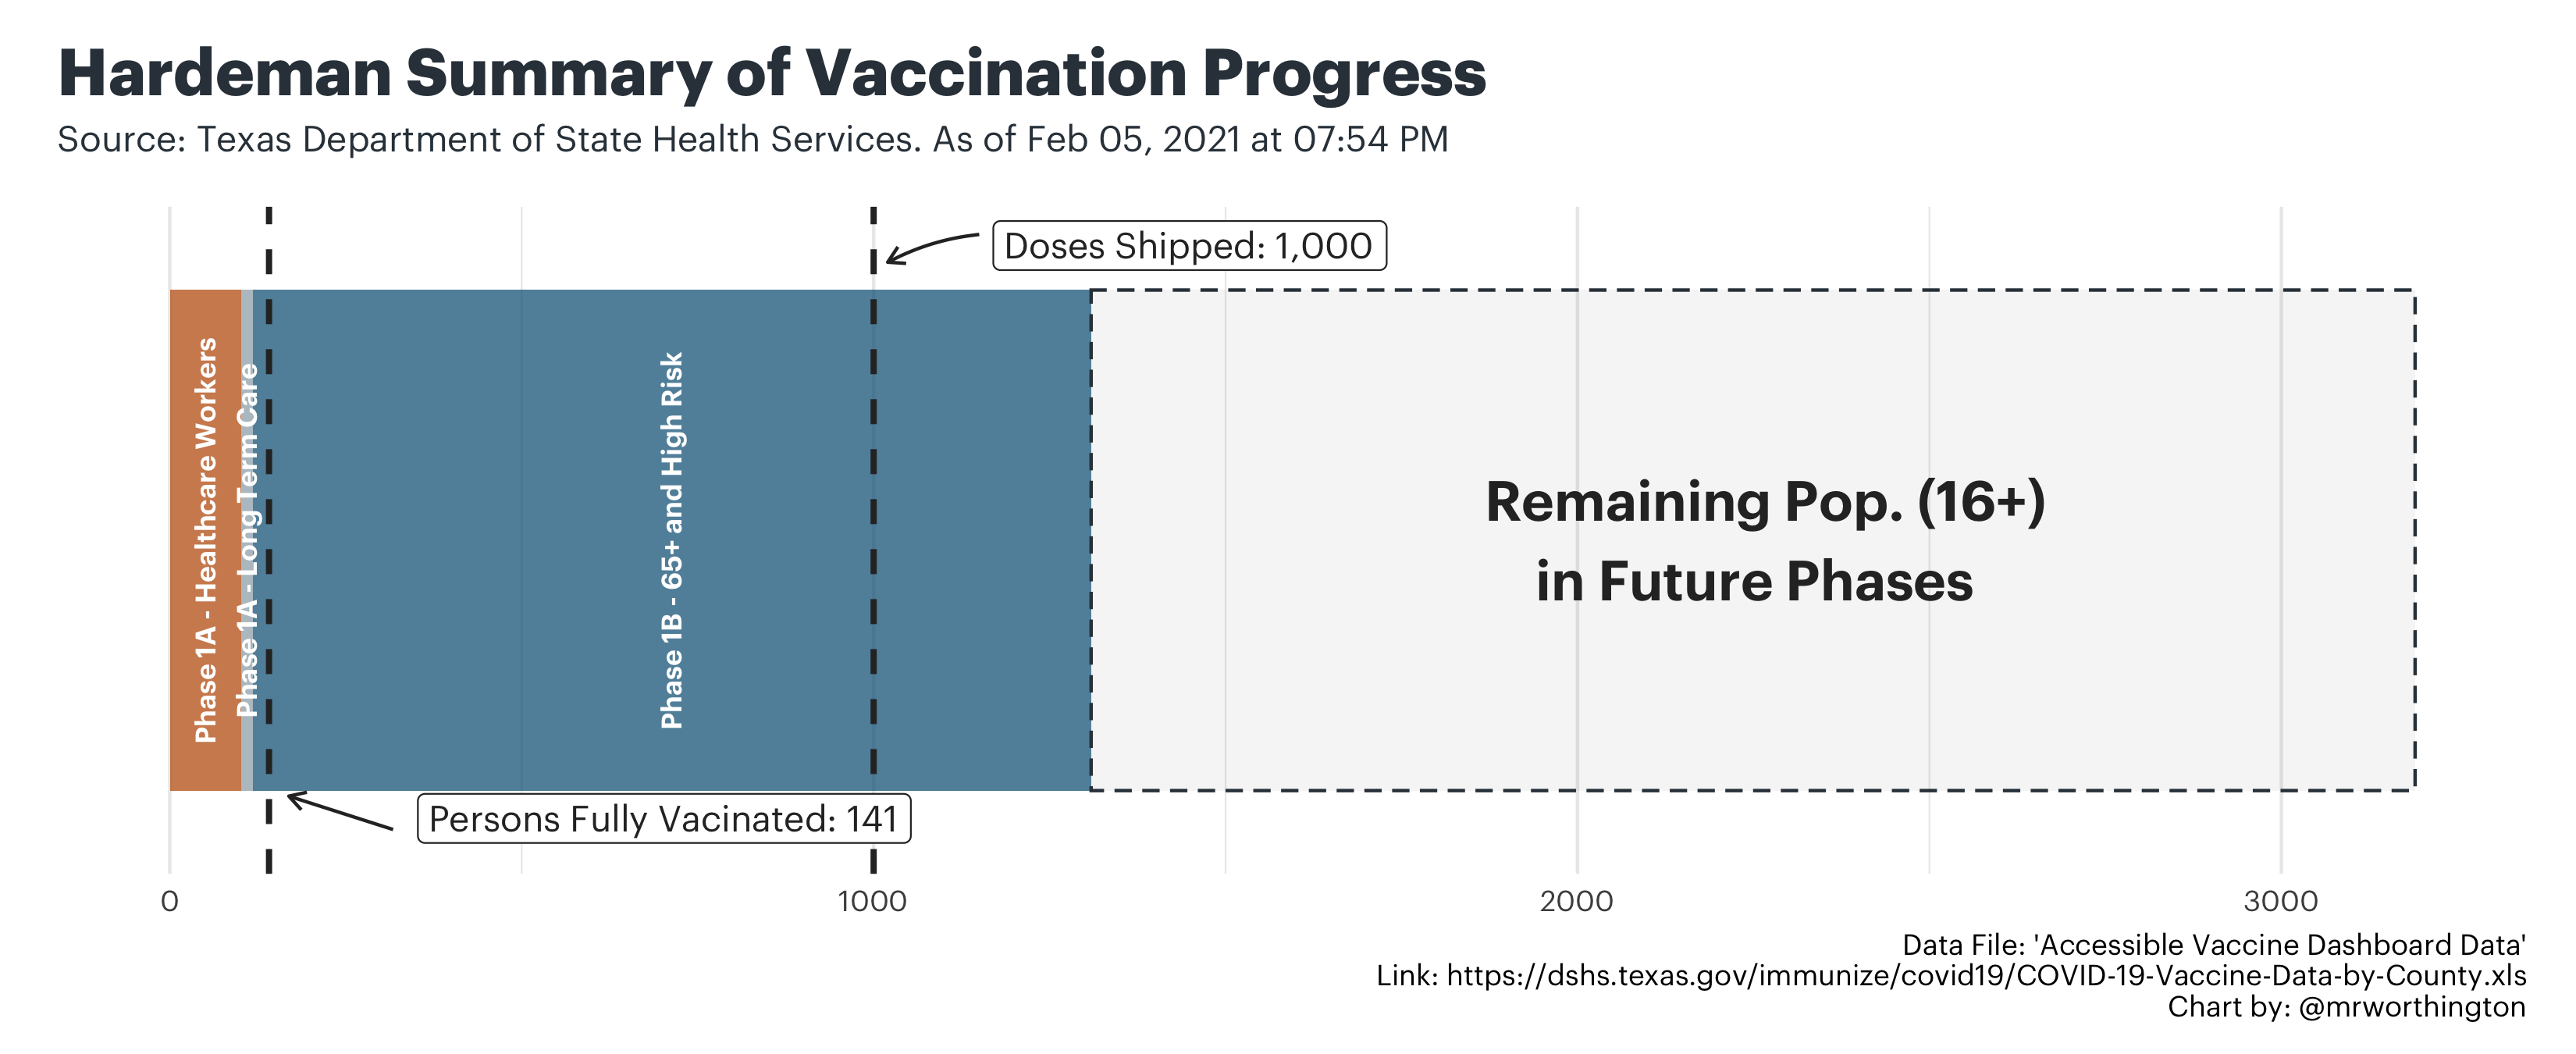 Hardeman Summary of Vaccination Progress
Source: Texas Department of State Health Services. As of Feb 05, 2021 at 07:54 PM
Doses Shipped: 1,000
Phase 1A - Healthcare Workers
Phase 1A - Long Term Care
Phase 1B - 65+ and High Risk
Remaining Pop. (16+)
in Future Phases
Persons Fully Vacinated: 141
0
1000
2000
3000
Data File: 'Accessible Vaccine Dashboard Data'
Link: https://dshs.texas.gov/immunize/covid19/COVID-19-Vaccine-Data-by-County.xls
Chart by: @mrworthington